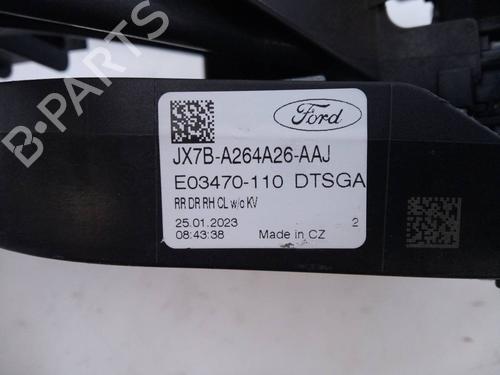 Ford
JX7B-A264A26-AAJ
E03470-110 DTSGA
RR DR RH CL w/c KV
25.01.2023 2
08:43:38 Made in CZ
B-PARTS